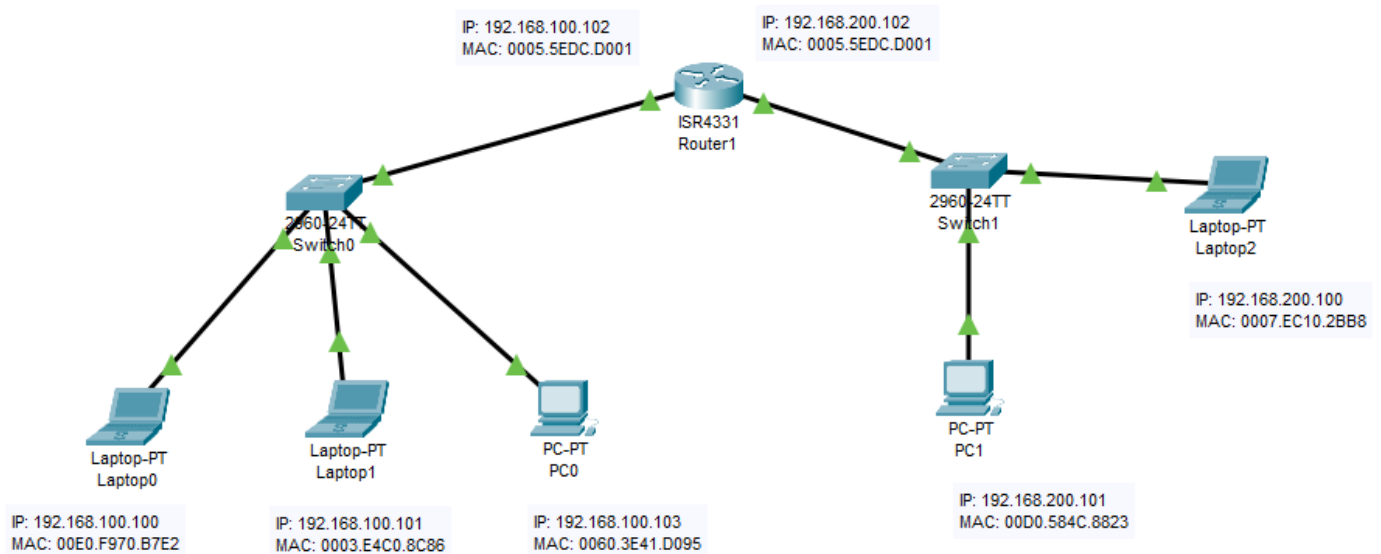 IP: 192.168.100.102
MAC: 0005.5EDC.D001
IP: 192.168.200.102
MAC: 0005.5EDC.D001
ISR4331
Router1
2960-24TT
Switch0
2960-24TT
Switch1
Laptop-PT
Laptop2
IP: 192.168.200.100
MAC: 0007.EC10.2BB8
Laptop-PT
Laptop0
Laptop-PT
Laptop1
PC-PT
PC0
PC-PT
PC1
IP: 192.168.100.100
MAC: 00E0.F970.B7E2
IP: 192.168.100.101
MAC: 0003.E4C0.8C86
IP: 192.168.100.103
MAC: 0060.3E41.D095
IP: 192.168.200.101
MAC: 00D0.584C.8823